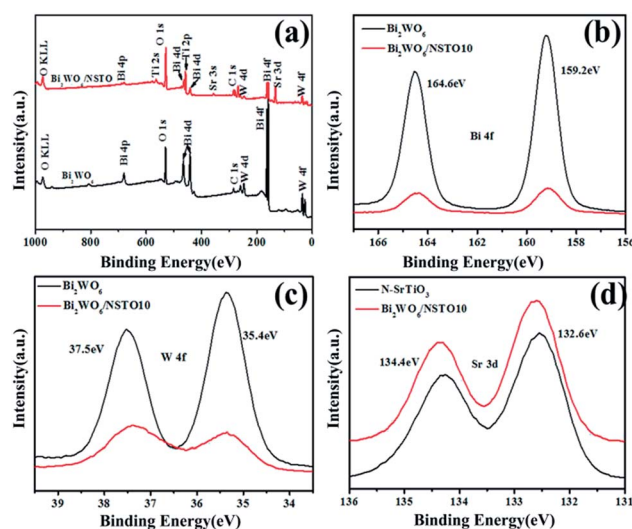 (a)
O KLL
Bi WO /NSTO
Bi 4p
Ti 2s
O 1s
Bi 4d
Ti 2p
Bi 4d
Sr 3s
C 1s
W 4d
Bi 4f
Sr 3d
W 4f
O KLL
Bi WO
Bi 4p
O 1s
Bi 4d
C 1s
W 4d
Bi 4f
W 4f
Intensity(a.u.)
1000 800 600 400 200 0
Binding Energy(eV)
(b)
Bi₂WO₆
Bi₂WO₆/NSTO10
164.6eV
159.2eV
Bi 4f
Intensity(a.u.)
166 164 162 160 158 156
Binding Energy(eV)
(c)
Bi₂WO₆
Bi₂WO₆/NSTO10
37.5eV
W 4f
35.4eV
Intensity(a.u.)
39 38 37 36 35 34
Binding Energy(eV)
(d)
N-SrTiO₃
Bi₂WO₆/NSTO10
134.4eV
Sr 3d
132.6eV
Intensity(a.u.)
136 135 134 133 132 131
Binding Energy(eV)